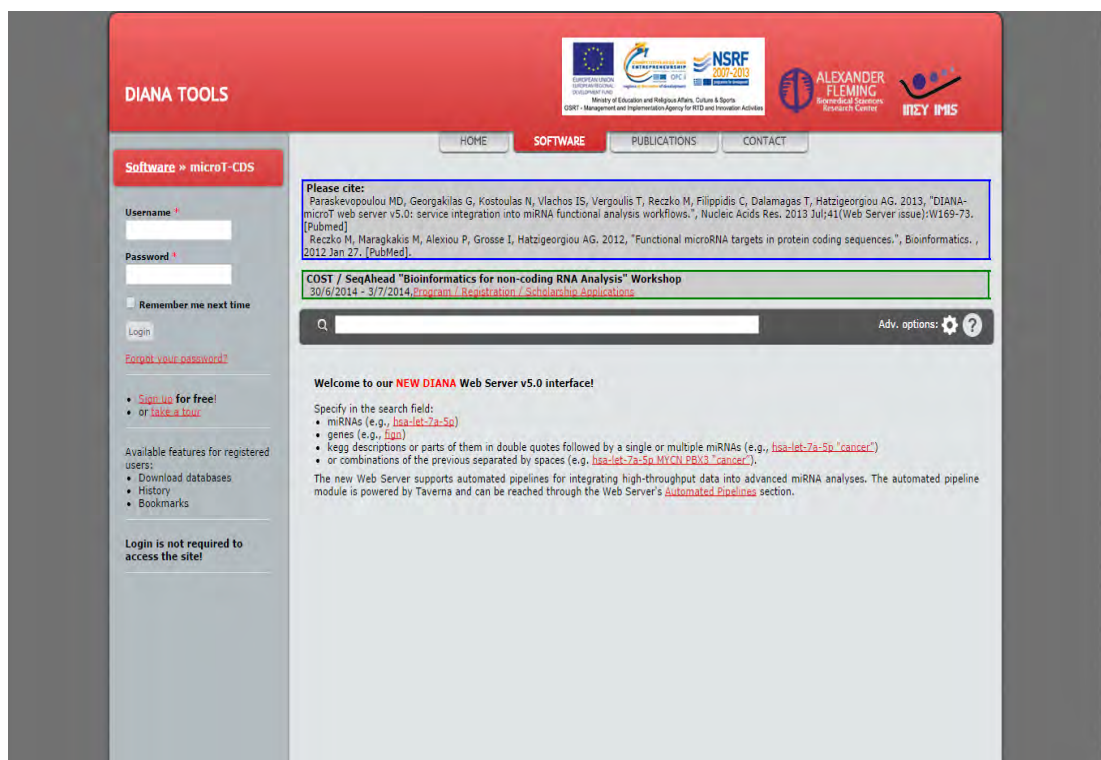 DIANA TOOLS
EUROPEAN UNION
EUROPEAN REGIONAL
DEVELOPMENT FUND
COMPETITIVENESS
ENTREPRENEURSHIP
OPC II
NSRF
2007-2013
Ministry of Education and Religious Affairs, Culture & Sports
GSRT - Management and Implementation Agency for RTD and Innovation Activities
ALEXANDER
FLEMING
Biomedical Sciences
Research Center
ΙΠΣΥ IMIS
HOME
SOFTWARE
PUBLICATIONS
CONTACT
Software » microT-CDS
Username *
Password *
Remember me next time
Login
Forgot your password?
• Sign up for free!
• or take a tour
Available features for registered
users:
• Download databases
• History
• Bookmarks
Login is not required to
access the site!
Please cite:
Paraskevopoulou MD, Georgakilas G, Kostoulas N, Vlachos IS, Vergoulis T, Reczko M, Filippidis C, Dalamagas T, Hatzigeorgiou AG. 2013, "DIANA-
microT web server v5.0: service integration into miRNA functional analysis workflows.", Nucleic Acids Res. 2013 Jul;41(Web Server issue):W169-73.
[Pubmed]
Reczko M, Maragkakis M, Alexiou P, Grosse I, Hatzigeorgiou AG. 2012, "Functional microRNA targets in protein coding sequences.", Bioinformatics. ,
2012 Jan 27. [PubMed].
COST / SeqAhead "Bioinformatics for non-coding RNA Analysis" Workshop
30/6/2014 - 3/7/2014,Program / Registration / Scholarship Applications
Adv. options:
?
Welcome to our NEW DIANA Web Server v5.0 interface!
Specify in the search field:
• miRNAs (e.g., hsa-let-7a-5p)
• genes (e.g., fign)
• kegg descriptions or parts of them in double quotes followed by a single or multiple miRNAs (e.g., hsa-let-7a-5p "cancer")
• or combinations of the previous separated by spaces (e.g. hsa-let-7a-5p MYCN PBX3 "cancer").
The new Web Server supports automated pipelines for integrating high-throughput data into advanced miRNA analyses. The automated pipeline
module is powered by Taverna and can be reached through the Web Server's Automated Pipelines section.